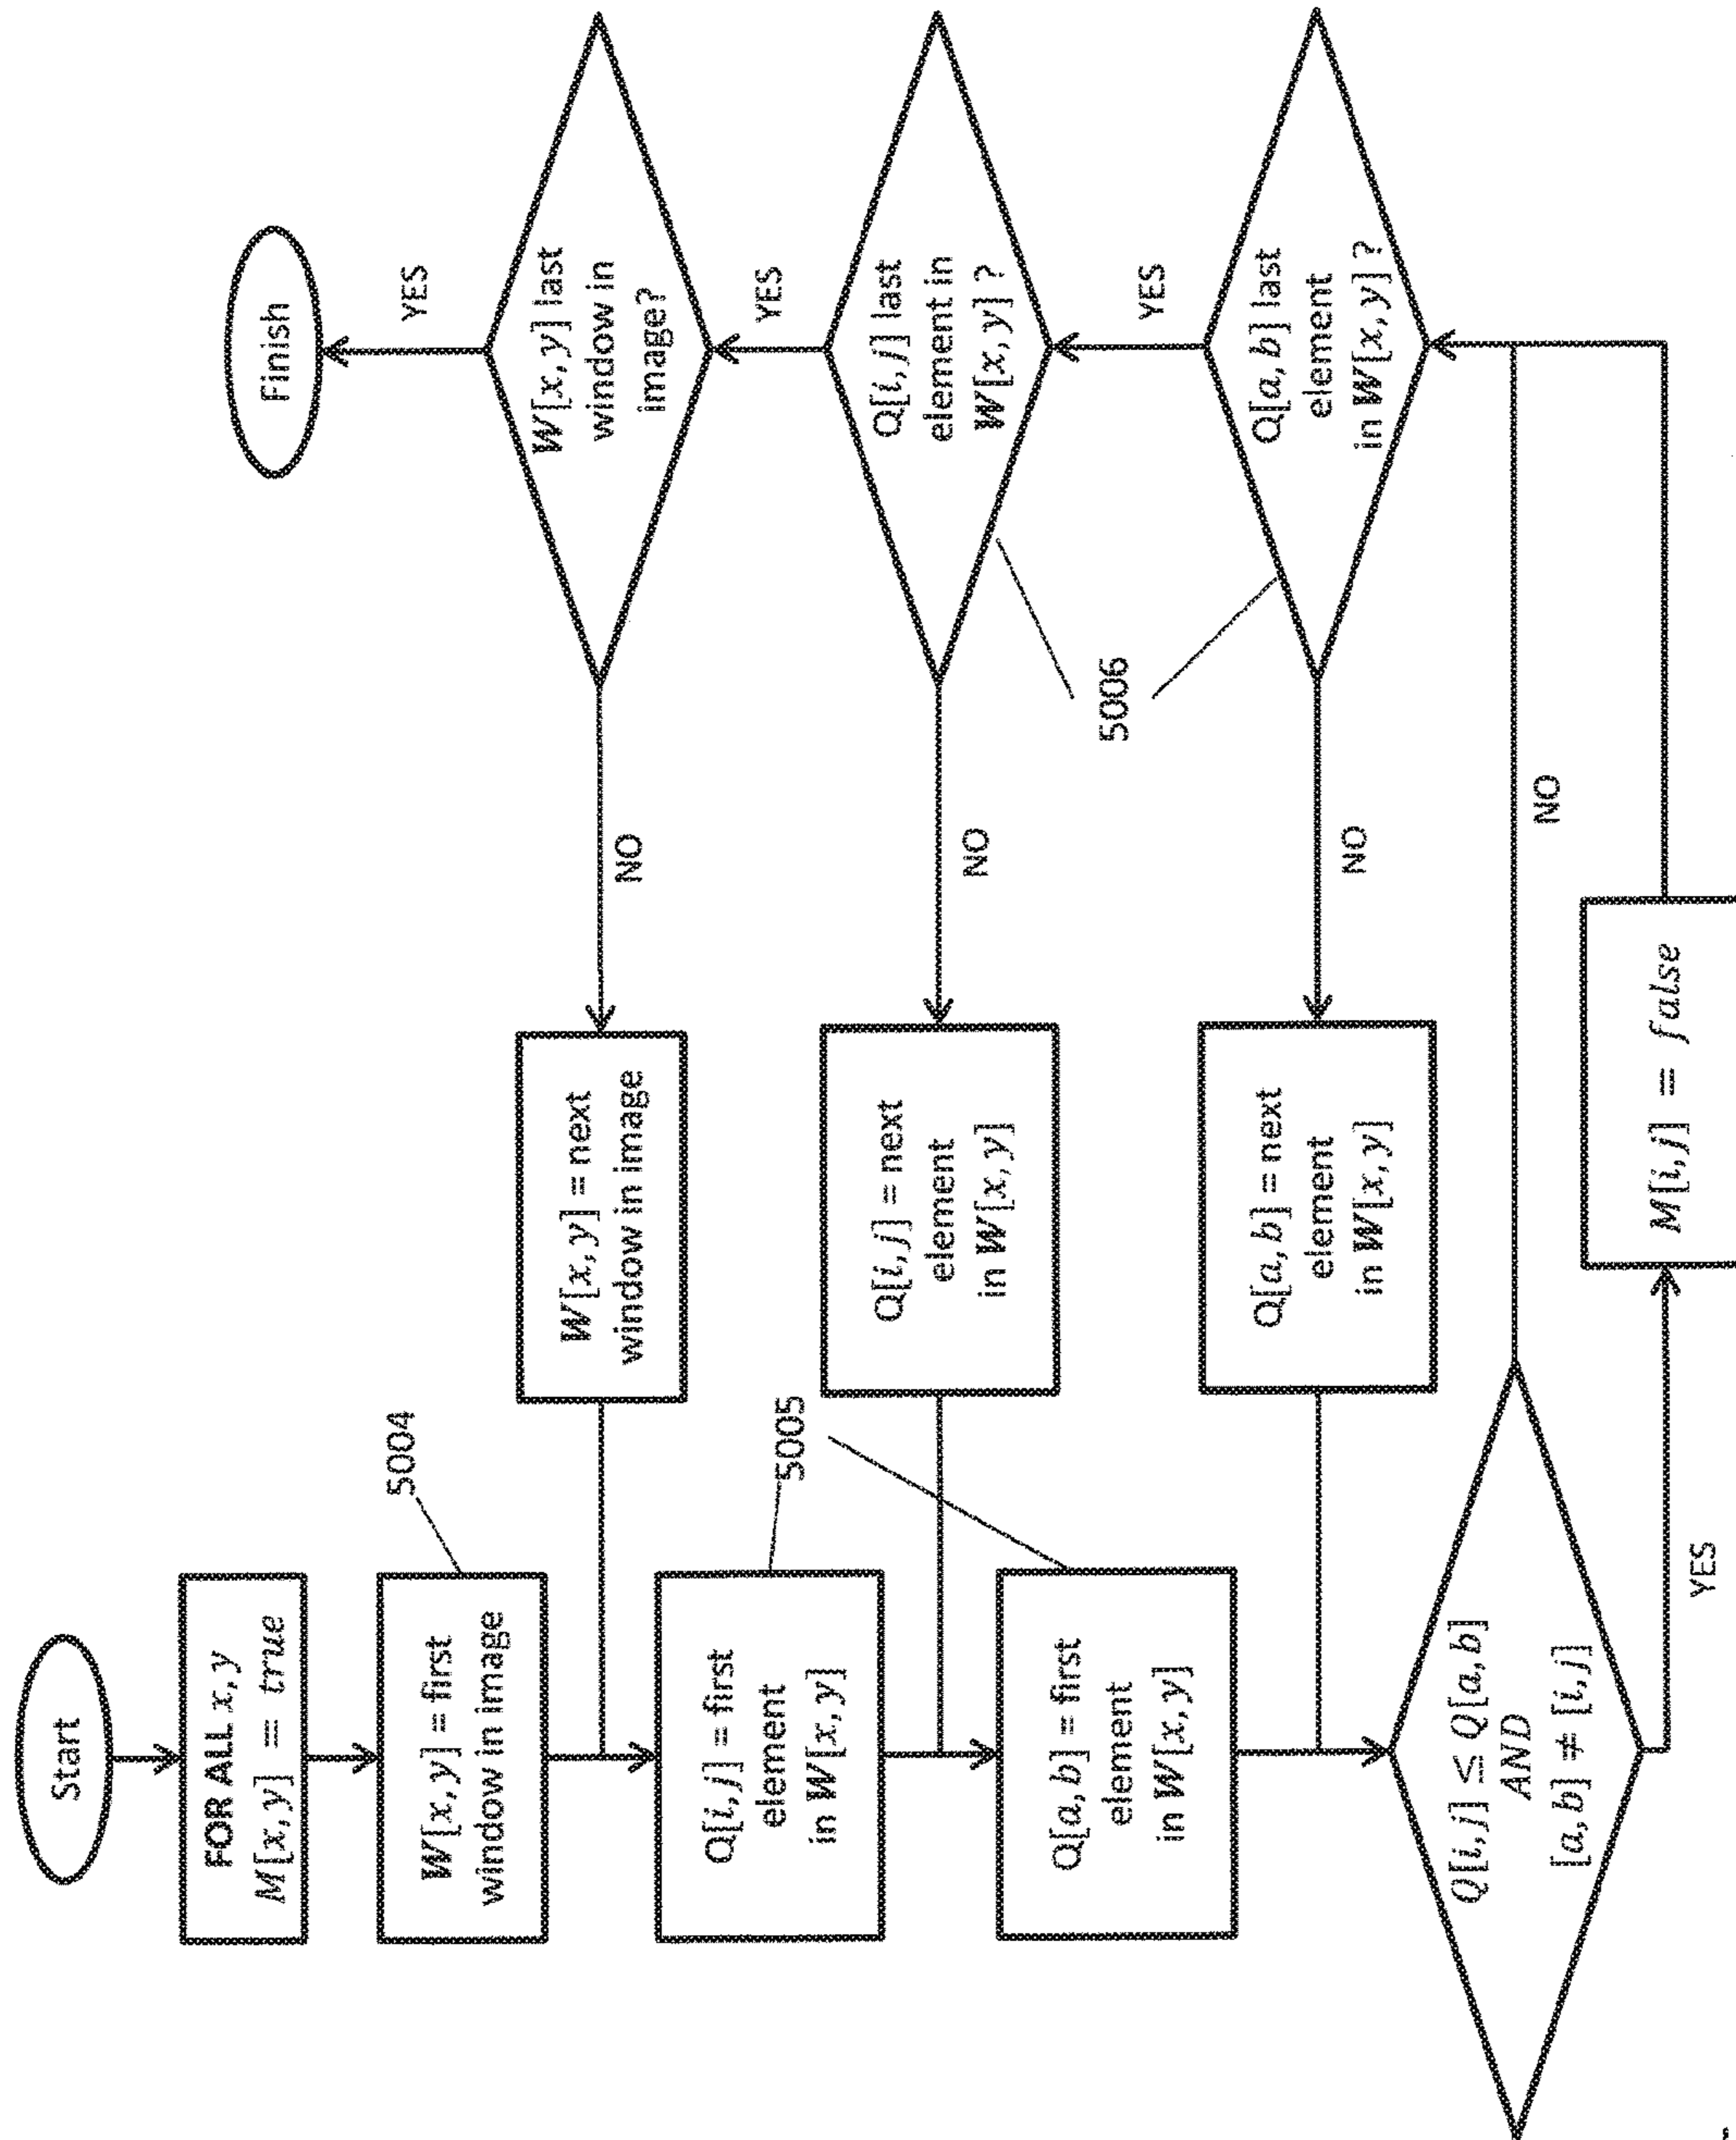 Start
FOR ALL x, y
M[x, y] = true
W[x, y] = first
window in image
5004
Q[i, j] = first
element
in W[x, y]
5005
Q[a, b] = first
element
in W[x, y]
Q[i, j] ≤ Q[a, b]
AND
[a, b] ≠ [i, j]
YES
M[i, j] = false
NO
W[x, y] = next
window in image
Q[i, j] = next
element
in W[x, y]
Q[a, b] = next
element
in W[x, y]
NO
NO
NO
5006
Finish
YES
W[x, y] last
window in
image?
YES
Q[i, j] last
element in
W[x, y] ?
YES
Q[a, b] last
element
in W[x, y] ?